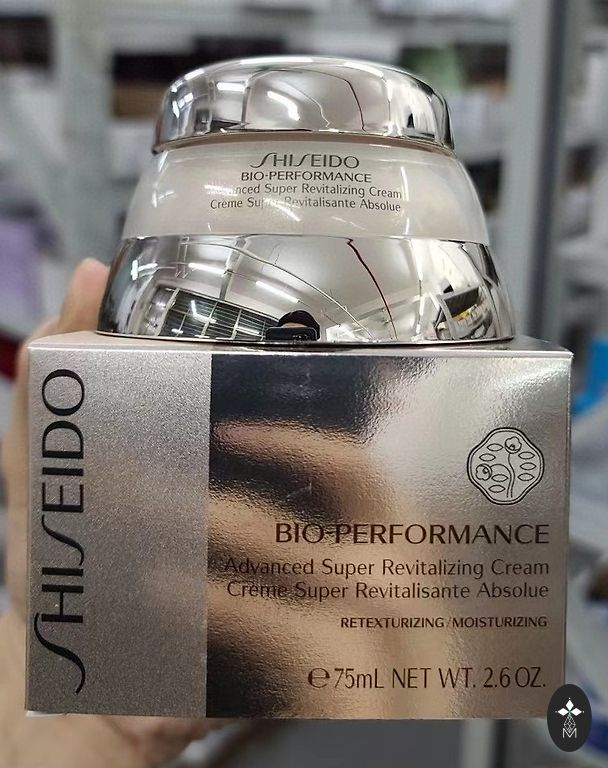 SHISEIDO
BIO-PERFORMANCE
Advanced Super Revitalizing Cream
Crème Super Revitalisante Absolue
SHISEIDO
BIO-PERFORMANCE
Advanced Super Revitalizing Cream
Crème Super Revitalisante Absolue
RETEXTURIZING/MOISTURIZING
℮75mL NET WT. 2.6 OZ.
M